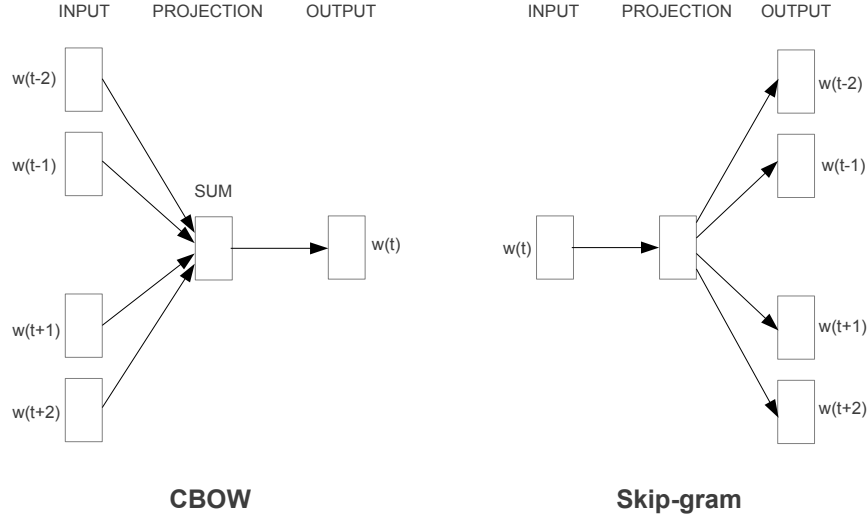 INPUT PROJECTION OUTPUT
w(t-2)
w(t-1)
SUM
w(t)
w(t+1)
w(t+2)
CBOW
INPUT PROJECTION OUTPUT
w(t-2)
w(t-1)
w(t)
w(t+1)
w(t+2)
Skip-gram